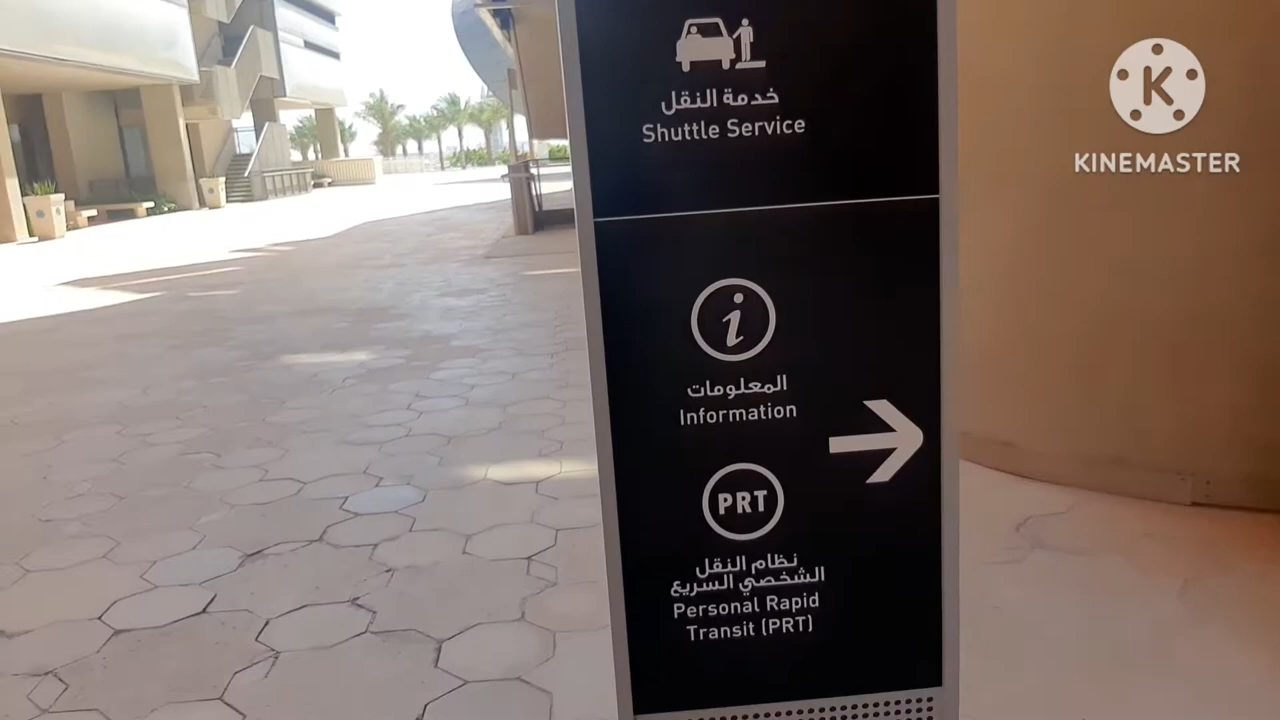 خدمة النقل
Shuttle Service
K
KINEMASTER
i
المعلومات
Information
PRT
نظام النقل
الشخصي السريع
Personal Rapid
Transit (PRT)